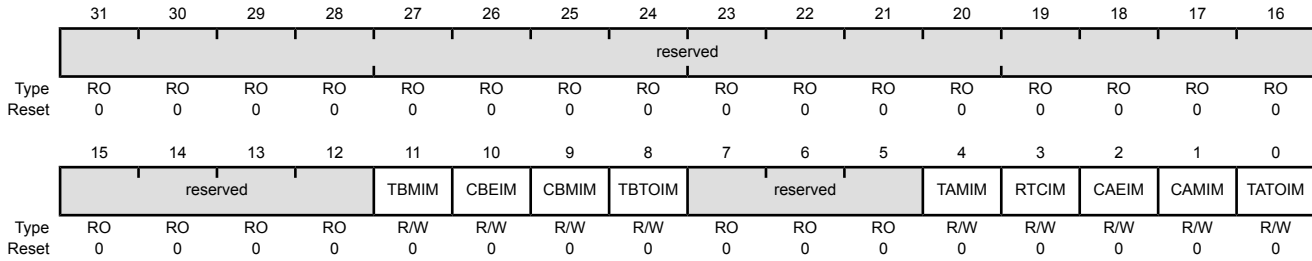 31 30 29 28 27 26 25 24 23 22 21 20 19 18 17 16
reserved
Type RO RO RO RO RO RO RO RO RO RO RO RO RO RO RO RO
Reset 0 0 0 0 0 0 0 0 0 0 0 0 0 0 0 0
15 14 13 12 11 10 9 8 7 6 5 4 3 2 1 0
reserved TBMIM CBEIM CBMIM TBTOIM reserved TAMIM RTCIM CAEIM CAMIM TATOIM
Type RO RO RO RO R/W R/W R/W R/W RO RO RO R/W R/W R/W R/W R/W
Reset 0 0 0 0 0 0 0 0 0 0 0 0 0 0 0 0